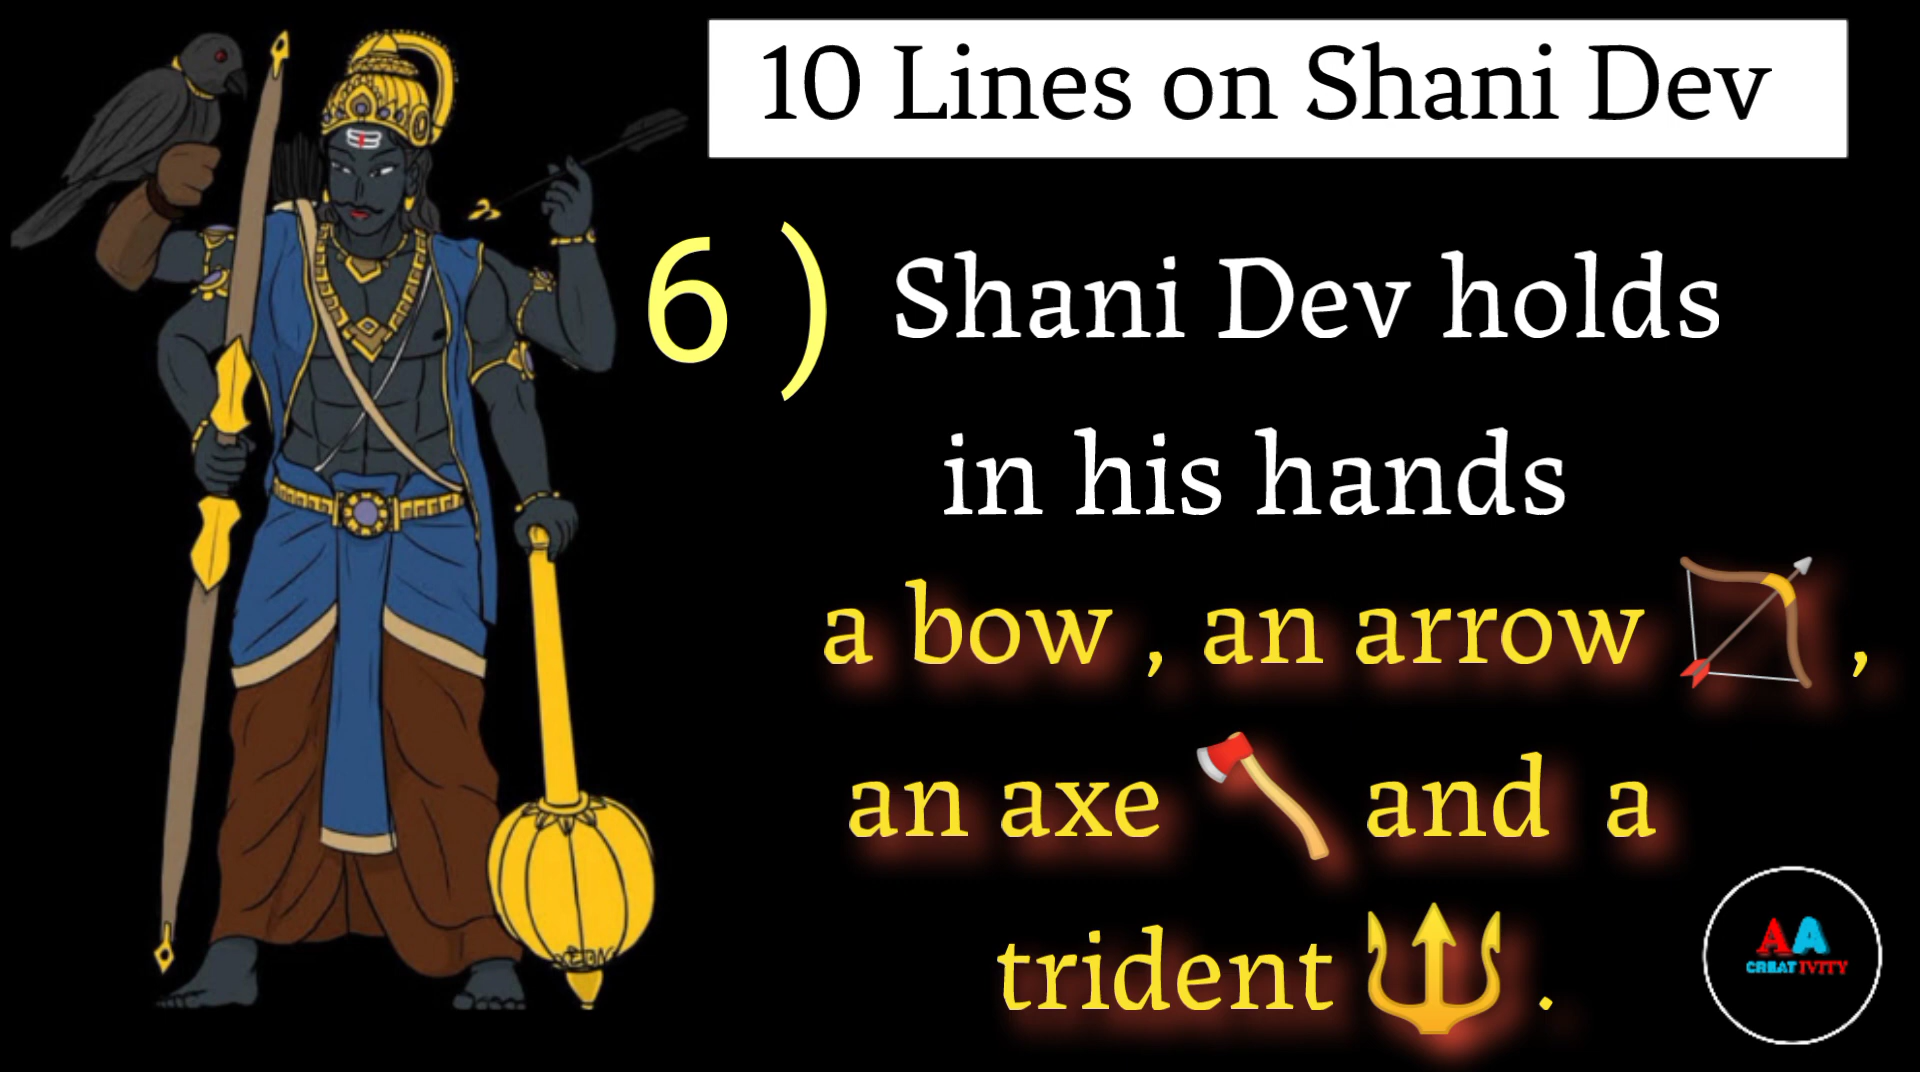 10 Lines on Shani Dev
6 ) Shani Dev holds
in his hands
a bow , an arrow 🏹 ,
an axe 🪓 and a
trident 🔱 .
AA
CREATIVITY